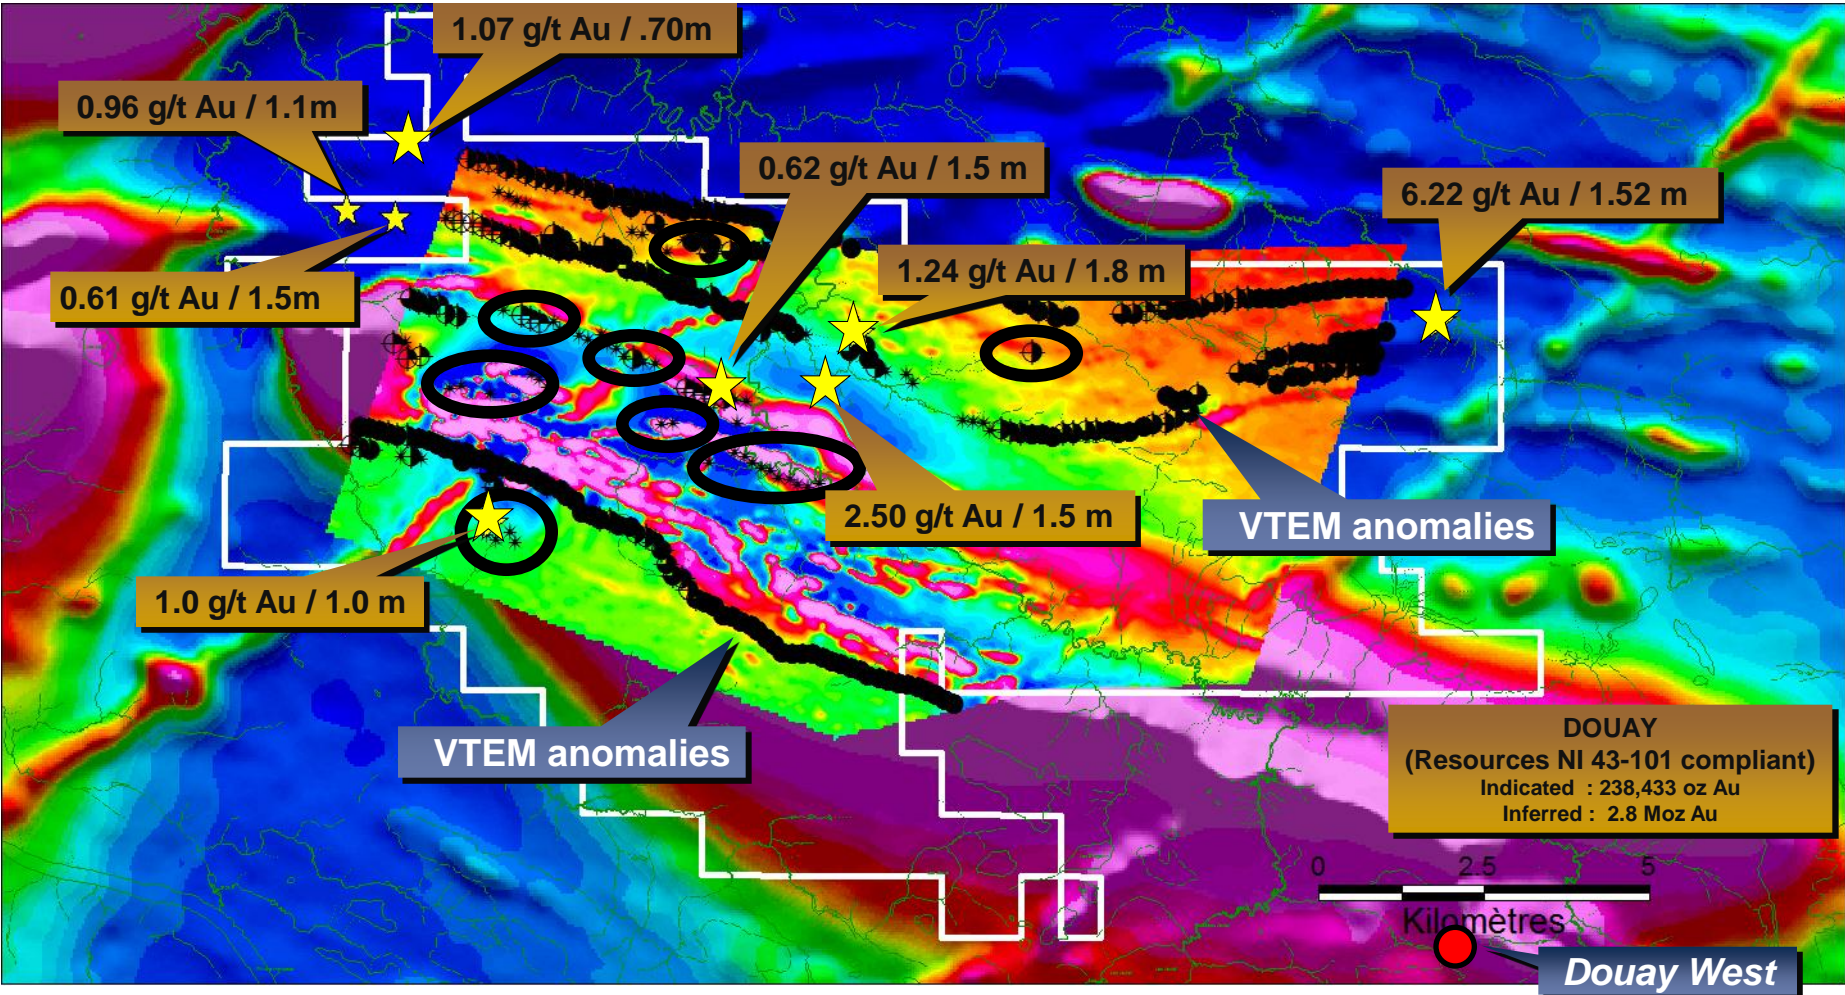 1.07 g/t Au / .70m
0.96 g/t Au / 1.1m
0.62 g/t Au / 1.5 m
6.22 g/t Au / 1.52 m
1.24 g/t Au / 1.8 m
0.61 g/t Au / 1.5m
2.50 g/t Au / 1.5 m
VTEM anomalies
1.0 g/t Au / 1.0 m
VTEM anomalies
DOUAY
(Resources NI 43-101 compliant)
Indicated : 238,433 oz Au
Inferred : 2.8 Moz Au
0 2.5 5
Kilomètres
Douay West